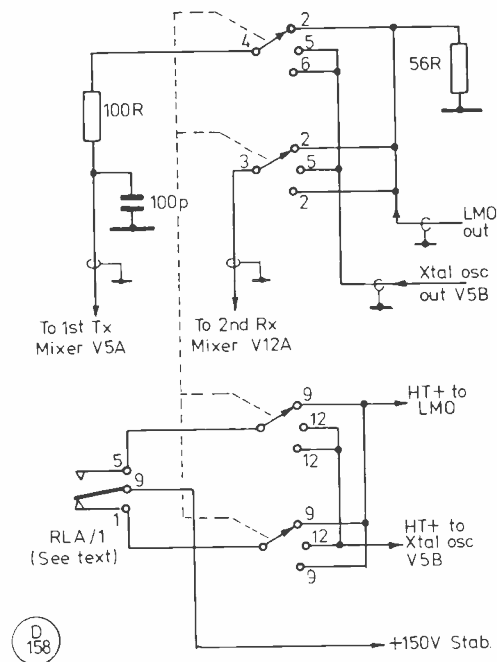 2
4
5
6
56R
100R
2
3
5
2
100p
LMO
out
Xtal osc
out V5B
To 1st Tx
Mixer V5A
To 2nd Rx
Mixer V12A
9
HT+ to
LMO
12
12
5
9
1
9
12
9
HT+ to
Xtal osc
V5B
RLA/1
(See text)
+150V Stab.
D
158